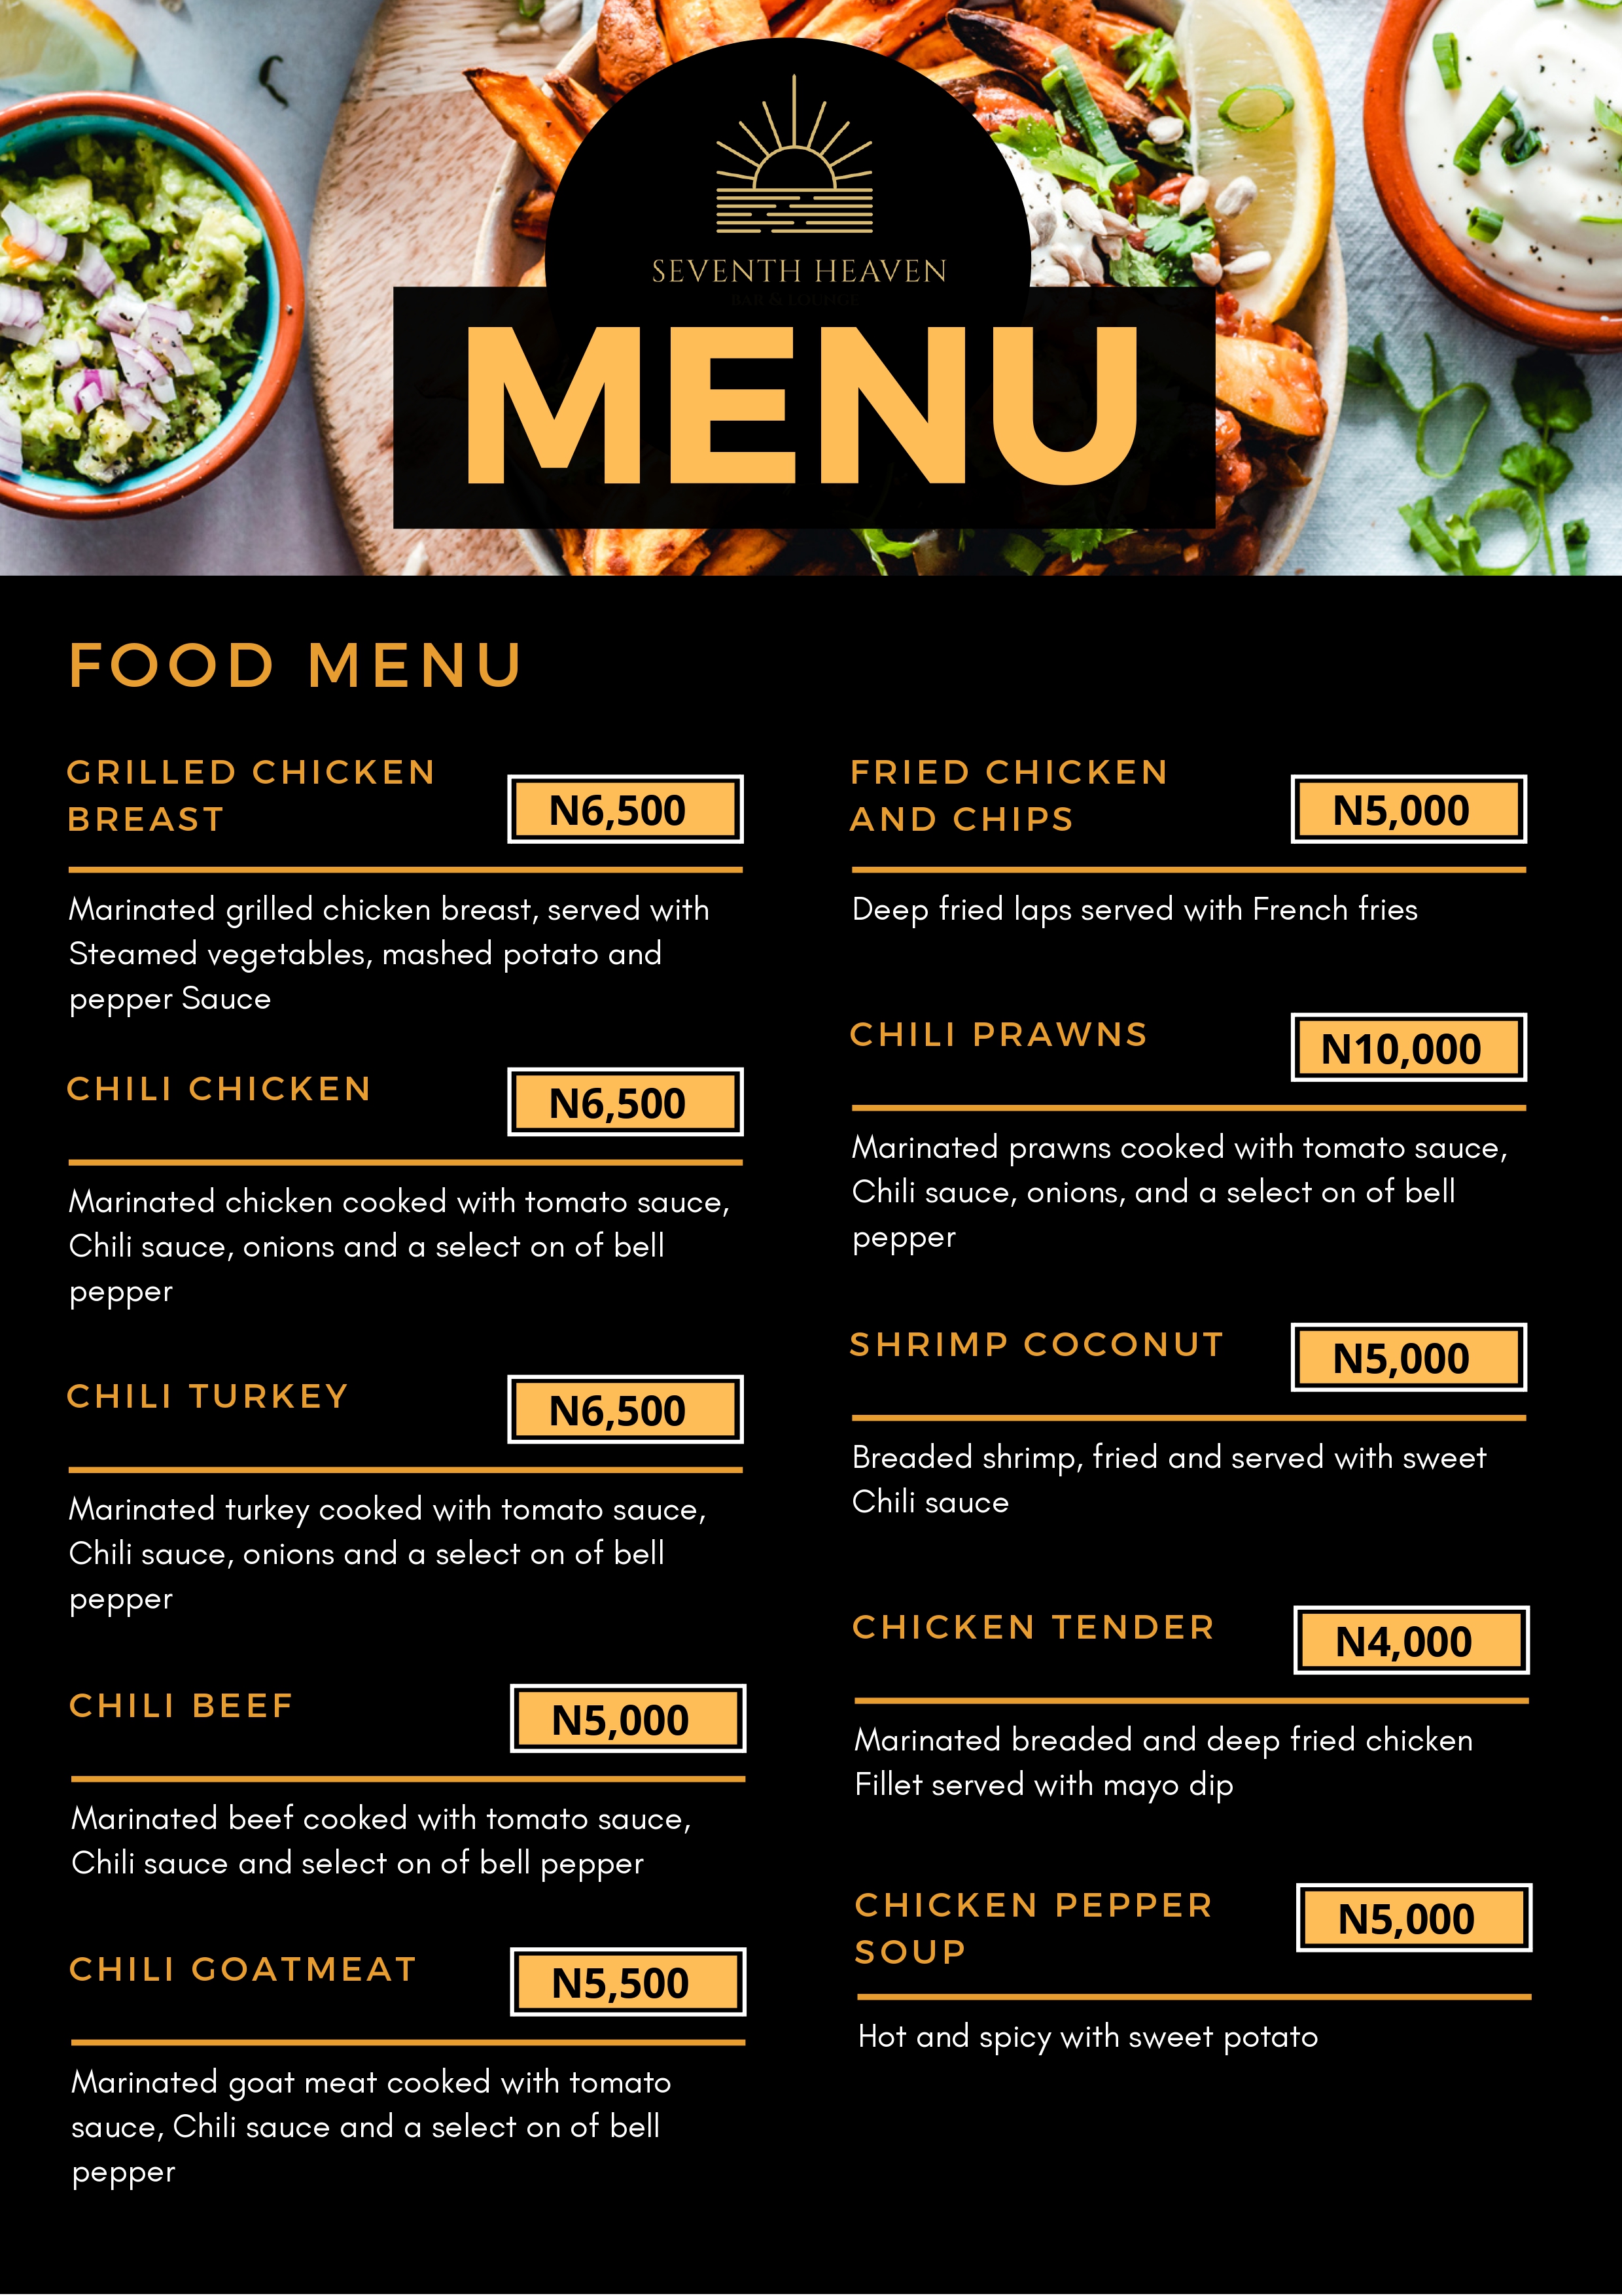 SEVENTH HEAVEN
BAR & LOUNGE
MENU
FOOD MENU
GRILLED CHICKEN
BREAST
N6,500
Marinated grilled chicken breast, served with
Steamed vegetables, mashed potato and
pepper Sauce
CHILI CHICKEN
N6,500
Marinated chicken cooked with tomato sauce,
Chili sauce, onions and a select on of bell
pepper
CHILI TURKEY
N6,500
Marinated turkey cooked with tomato sauce,
Chili sauce, onions and a select on of bell
pepper
CHILI BEEF
N5,000
Marinated beef cooked with tomato sauce,
Chili sauce and select on of bell pepper
CHILI GOATMEAT
N5,500
Marinated goat meat cooked with tomato
sauce, Chili sauce and a select on of bell
pepper
FRIED CHICKEN
AND CHIPS
N5,000
Deep fried laps served with French fries
CHILI PRAWNS
N10,000
Marinated prawns cooked with tomato sauce,
Chili sauce, onions, and a select on of bell
pepper
SHRIMP COCONUT
N5,000
Breaded shrimp, fried and served with sweet
Chili sauce
CHICKEN TENDER
N4,000
Marinated breaded and deep fried chicken
Fillet served with mayo dip
CHICKEN PEPPER
SOUP
N5,000
Hot and spicy with sweet potato